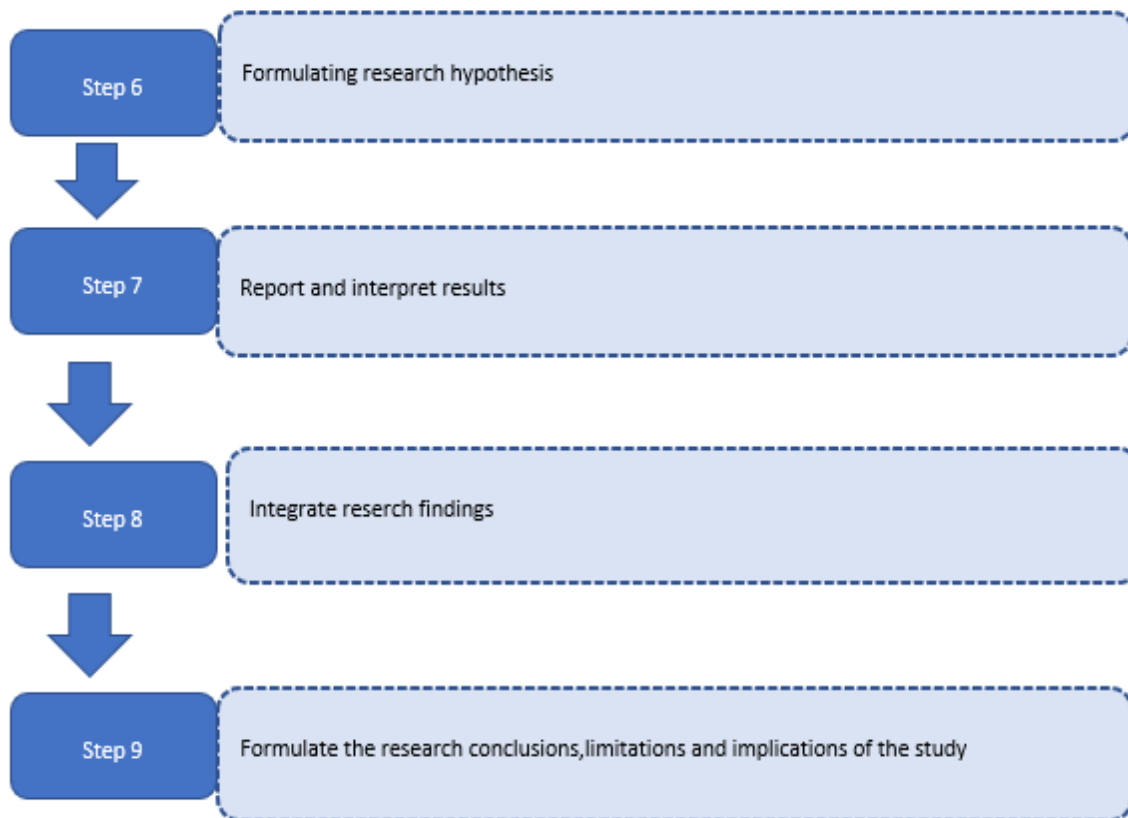 Step 6
Formulating research hypothesis
Step 7
Report and interpret results
Step 8
Integrate reserch findings
Step 9
Formulate the research conclusions,limitations and implications of the study